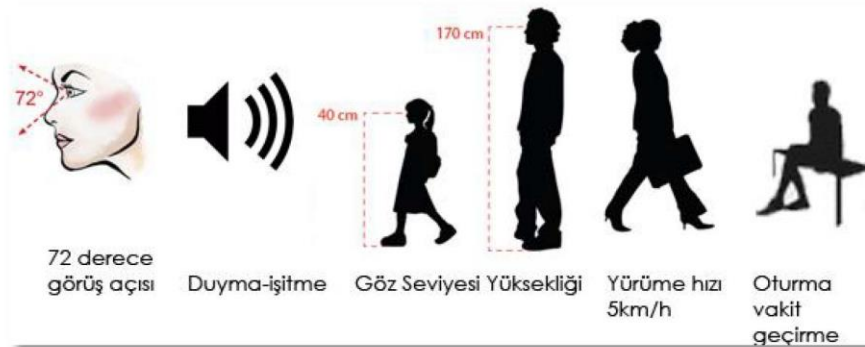 72°
40 cm
170 cm
72 derece
görüş açısı
Duyma-işitme
Göz Seviyesi Yüksekliği
Yürüme hızı
5km/h
Oturma
vakit
geçirme